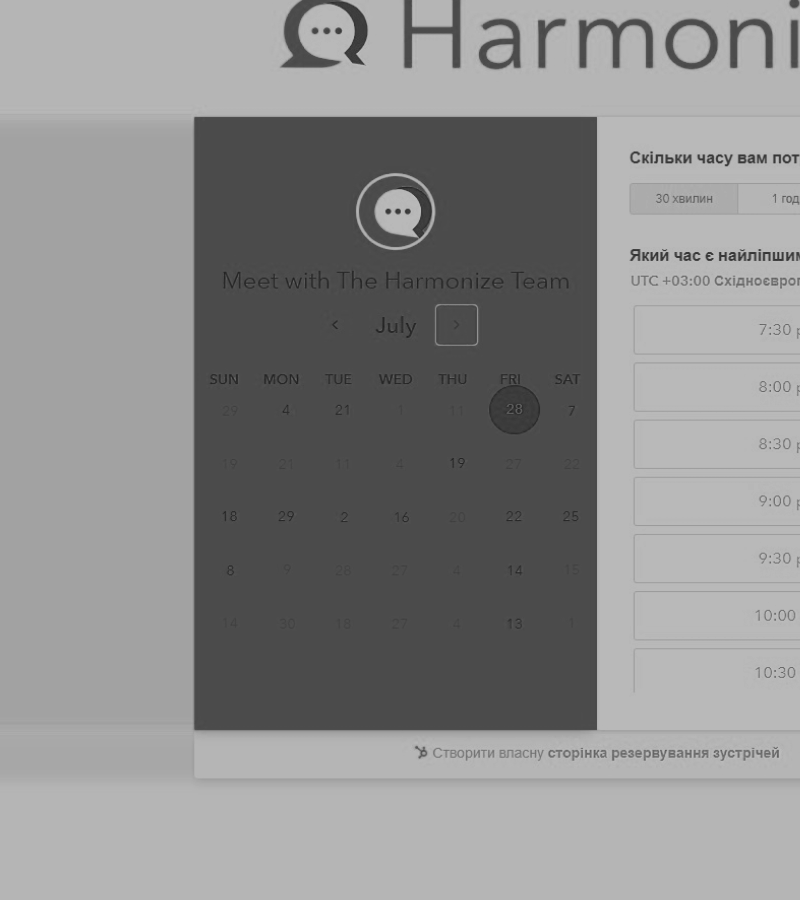 Harmoni
Meet with The Harmonize Team
July
SUN MON TUE WED THU FRI SAT
29 4 21 1 11 28 7
19 21 11 4 19 27 22
18 29 2 16 20 22 25
8 9 28 27 4 14 15
14 30 18 27 4 13 1
Скільки часу вам пот
30 хвилин 1 год
Який час є найліпшим
UTC +03:00 Східноєвроп
7:30 p
8:00 p
8:30 p
9:00 p
9:30 p
10:00
10:30
Створити власну сторінка резервування зустрічей